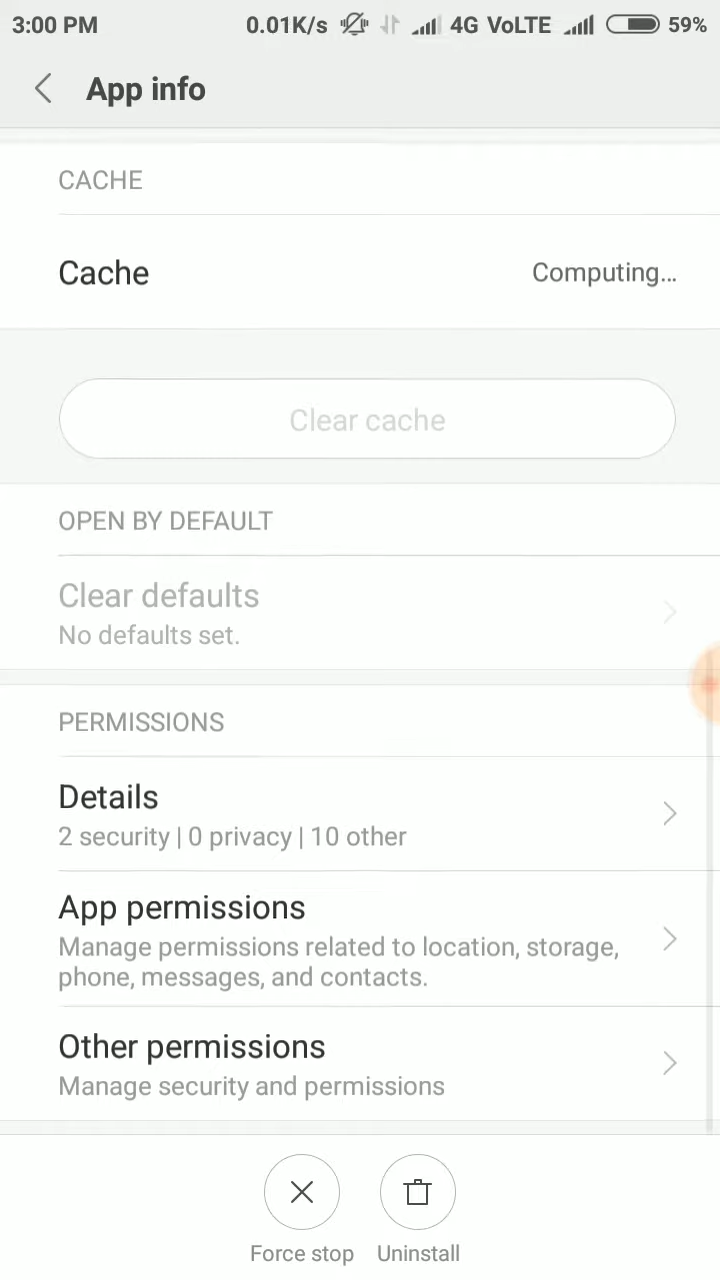 3:00 PM 0.01K/s 4G VoLTE 59%
App info
CACHE
Cache Computing...
Clear cache
OPEN BY DEFAULT
Clear defaults
No defaults set.
PERMISSIONS
Details
2 security | 0 privacy | 10 other
App permissions
Manage permissions related to location, storage,
phone, messages, and contacts.
Other permissions
Manage security and permissions
Force stop Uninstall